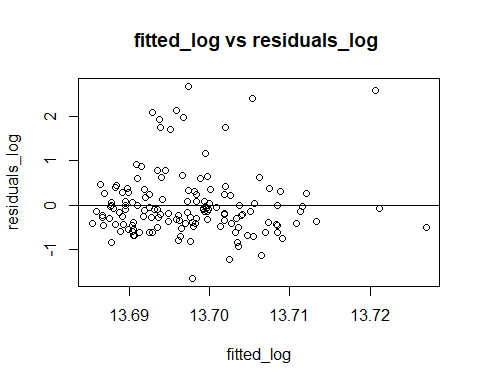 fitted_log vs residuals_log
residuals_log
2
1
0
-1
13.69 13.70 13.71 13.72
fitted_log